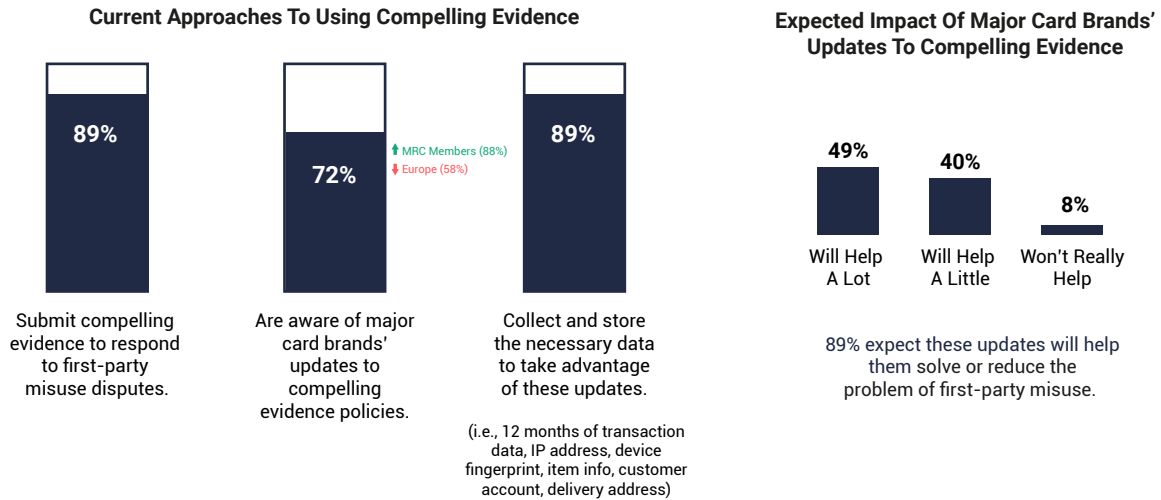 Current Approaches To Using Compelling Evidence
89%
Submit compelling
evidence to respond
to first-party
misuse disputes.
72%
MRC Members (88%)
Europe (58%)
Are aware of major
card brands’
updates to
compelling
evidence policies.
89%
Collect and store
the necessary data
to take advantage
of these updates.
(i.e., 12 months of transaction
data, IP address, device
fingerprint, item info, customer
account, delivery address)
Expected Impact Of Major Card Brands’
Updates To Compelling Evidence
49%
Will Help
A Lot
40%
Will Help
A Little
8%
Won’t Really
Help
89% expect these updates will help
them solve or reduce the
problem of first-party misuse.